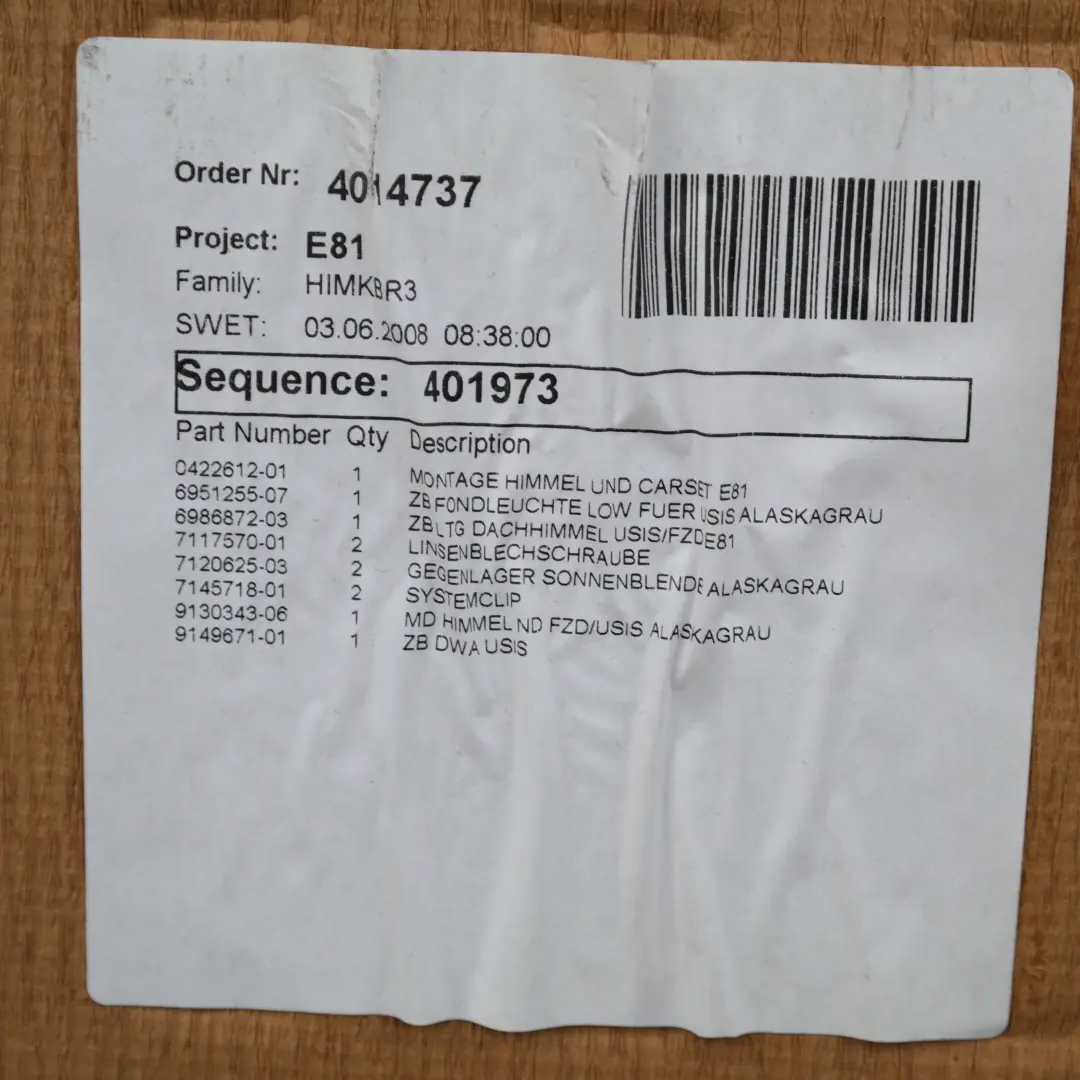 Order Nr: 4014737
Project: E81
Family: HIMKBR3
SWET: 03.06.2008 08:38:00
Sequence: 401973
Part Number Qty Description
0422612-01 1 MONTAGE HIMMEL UND CARSET E81
6951255-07 1 ZB FONDLEUCHTE LOW FUER USIS ALASKAGRAU
6986872-03 1 ZB LTG DACHHIMMEL USIS/FZD E81
7117570-01 2 LINSENBLECHSCHRAUBE
7120625-03 2 GEGENLAGER SONNENBLENDE ALASKAGRAU
7145718-01 2 SYSTEMCLIP
9130343-06 1 MD HIMMEL ND FZD/USIS ALASKAGRAU
9149671-01 1 ZB DWA USIS